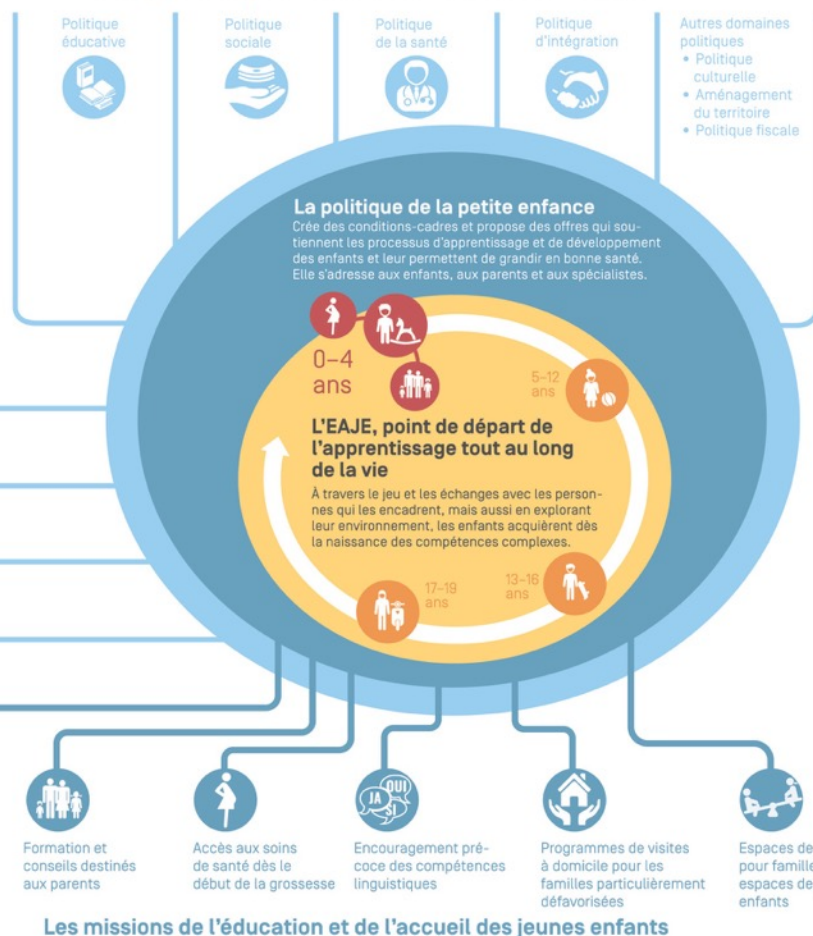 Politique
éducative
Politique
sociale
Politique
de la santé
Politique
d'intégration
Autres domaines
politiques
• Politique
culturelle
• Aménagement
du territoire
• Politique fiscale
La politique de la petite enfance
Crée des conditions-cadres et propose des offres qui sou-
tiennent les processus d'apprentissage et de développement
des enfants et leur permettent de grandir en bonne santé.
Elle s'adresse aux enfants, aux parents et aux spécialistes.
0–4
ans
5–12
ans
L'EAJE, point de départ de
l'apprentissage tout au long
de la vie
À travers le jeu et les échanges avec les person-
nes qui les encadrent, mais aussi en explorant
leur environnement, les enfants acquièrent dès
la naissance des compétences complexes.
17–19
ans
13–16
ans
JA
OUI
SI
Formation et
conseils destinés
aux parents
Accès aux soins
de santé dès le
début de la grossesse
Encouragement pré-
coce des compétences
linguistiques
Programmes de visites
à domicile pour les
familles particulièrement
défavorisées
Espaces de
pour famille
espaces de
enfants
Les missions de l'éducation et de l'accueil des jeunes enfants